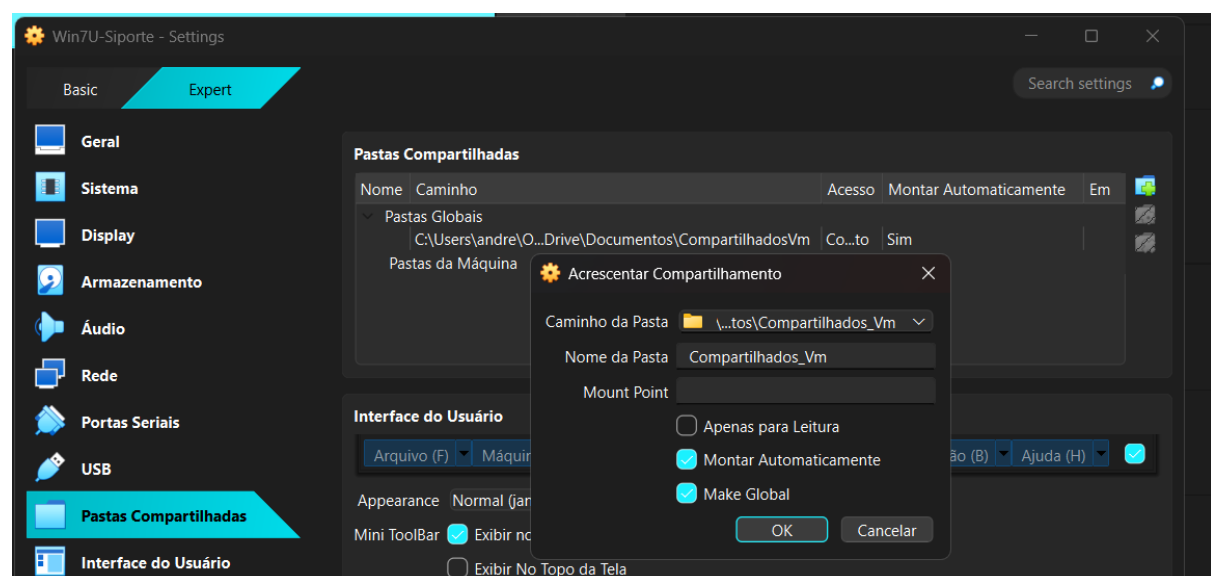 Win7U-Siporte - Settings
Basic Expert Search settings
Geral
Sistema
Display
Armazenamento
Áudio
Rede
Portas Seriais
USB
Pastas Compartilhadas
Interface do Usuário
Pastas Compartilhadas
Nome Caminho Acesso Montar Automaticamente Em
Pastas Globais
C:\Users\andre\O...Drive\Documentos\CompartilhadosVm Co...to Sim
Pastas da Máquina
Interface do Usuário
Arquivo (F) Máquin ão (B) Ajuda (H)
Appearance Normal (jan
Mini ToolBar Exibir no
Exibir No Topo da Tela
Acrescentar Compartilhamento
Caminho da Pasta \...tos\Compartilhados_Vm
Nome da Pasta Compartilhados_Vm
Mount Point
Apenas para Leitura
Montar Automaticamente
Make Global
OK Cancelar